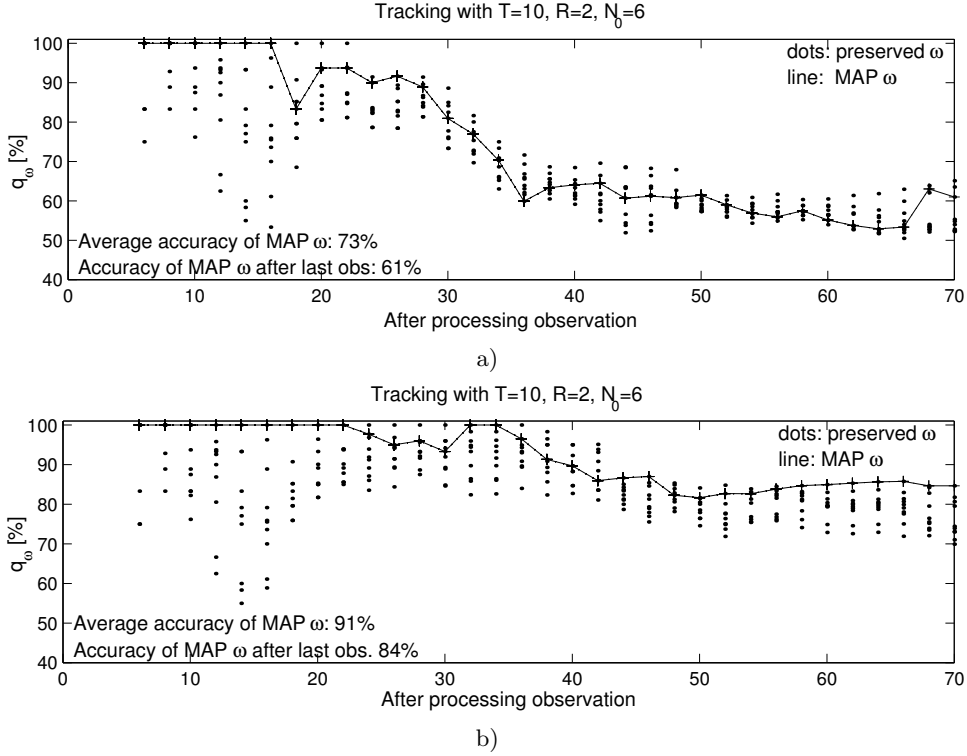 Tracking with T=10, R=2, N0=6
100
90
80
70
60
50
40
qω [%]
dots: preserved ω
line: MAP ω
Average accuracy of MAP ω: 73%
Accuracy of MAP ω after last obs: 61%
0 10 20 30 40 50 60 70
After processing observation
a)
Tracking with T=10, R=2, N0=6
100
90
80
70
60
50
40
qω [%]
dots: preserved ω
line: MAP ω
Average accuracy of MAP ω: 91%
Accuracy of MAP ω after last obs. 84%
0 10 20 30 40 50 60 70
After processing observation
b)